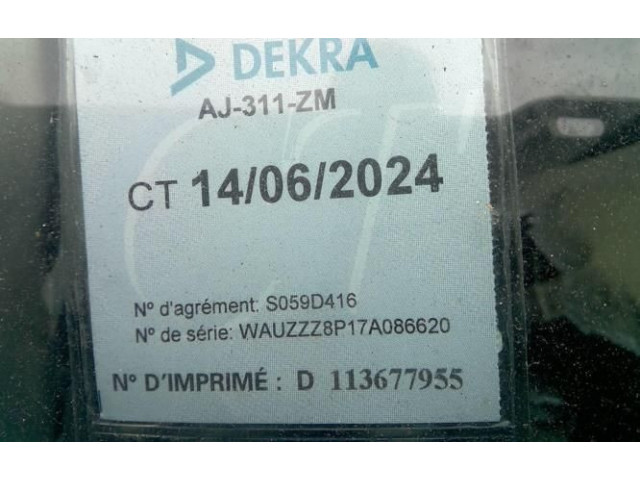 DEKRA
AJ-311-ZM
CT 14/06/2024
N° d'agrément: S059D416
N° de série: WAUZZZ8P17A086620
N° D'IMPRIMÉ : D 113677955